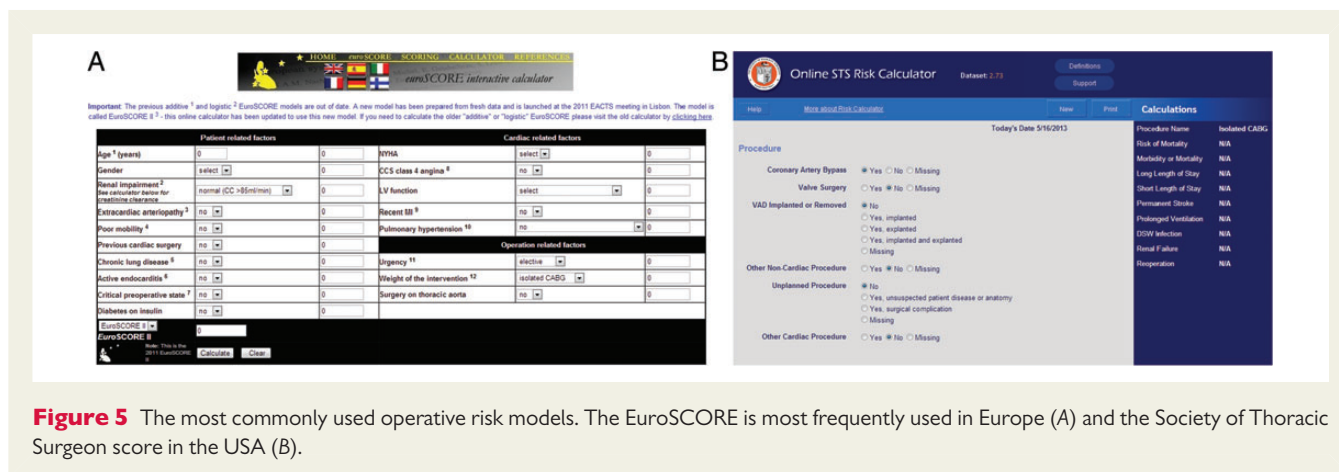 A
HOME euroSCORE SCORING CALCULATOR REFERENCES
euroSCORE interactive calculator
Important: The previous additive 1 and logistic 2 EuroSCORE models are out of date. A new model has been prepared from fresh data and is launched at the 2011 EACTS meeting in Lisbon. The model is
called EuroSCORE II 3 - this online calculator has been updated to use this new model. If you need to calculate the older "additive" or "logistic" EuroSCORE please visit the old calculator by clicking here.
Patient related factors
Cardiac related factors
Age 1 (years) 0 0
NYHA select 0
Gender select 0
CCS class 4 angina 8 no 0
Renal impairment 2
See calculator below for
creatinine clearance
normal (CC >85ml/min) 0
LV function select 0
Extracardiac arteriopathy 3 no 0
Recent MI 9 no 0
Poor mobility 4 no 0
Pulmonary hypertension 10 no 0
Previous cardiac surgery no 0
Operation related factors
Chronic lung disease 5 no 0
Urgency 11 elective 0
Active endocarditis 6 no 0
Weight of the intervention 12 isolated CABG 0
Critical preoperative state 7 no 0
Surgery on thoracic aorta no 0
Diabetes on insulin no 0
EuroSCORE II
EuroSCORE II
0
Note: This is the
2011 EuroSCORE
II
Calculate Clear
B
Online STS Risk Calculator Dataset: 2.73
Definitions
Support
Help More about Risk Calculator New Print
Today's Date 5/16/2013
Procedure
Coronary Artery Bypass Yes No Missing
Valve Surgery Yes No Missing
VAD Implanted or Removed No
Yes, implanted
Yes, explanted
Yes, implanted and explanted
Missing
Other Non-Cardiac Procedure Yes No Missing
Unplanned Procedure No
Yes, unsuspected patient disease or anatomy
Yes, surgical complication
Missing
Other Cardiac Procedure Yes No Missing
Calculations
Procedure Name Isolated CABG
Risk of Mortality N/A
Morbidity or Mortality N/A
Long Length of Stay N/A
Short Length of Stay N/A
Permanent Stroke N/A
Prolonged Ventilation N/A
DSW Infection N/A
Renal Failure N/A
Reoperation N/A
Figure 5 The most commonly used operative risk models. The EuroSCORE is most frequently used in Europe (A) and the Society of Thoracic
Surgeon score in the USA (B).